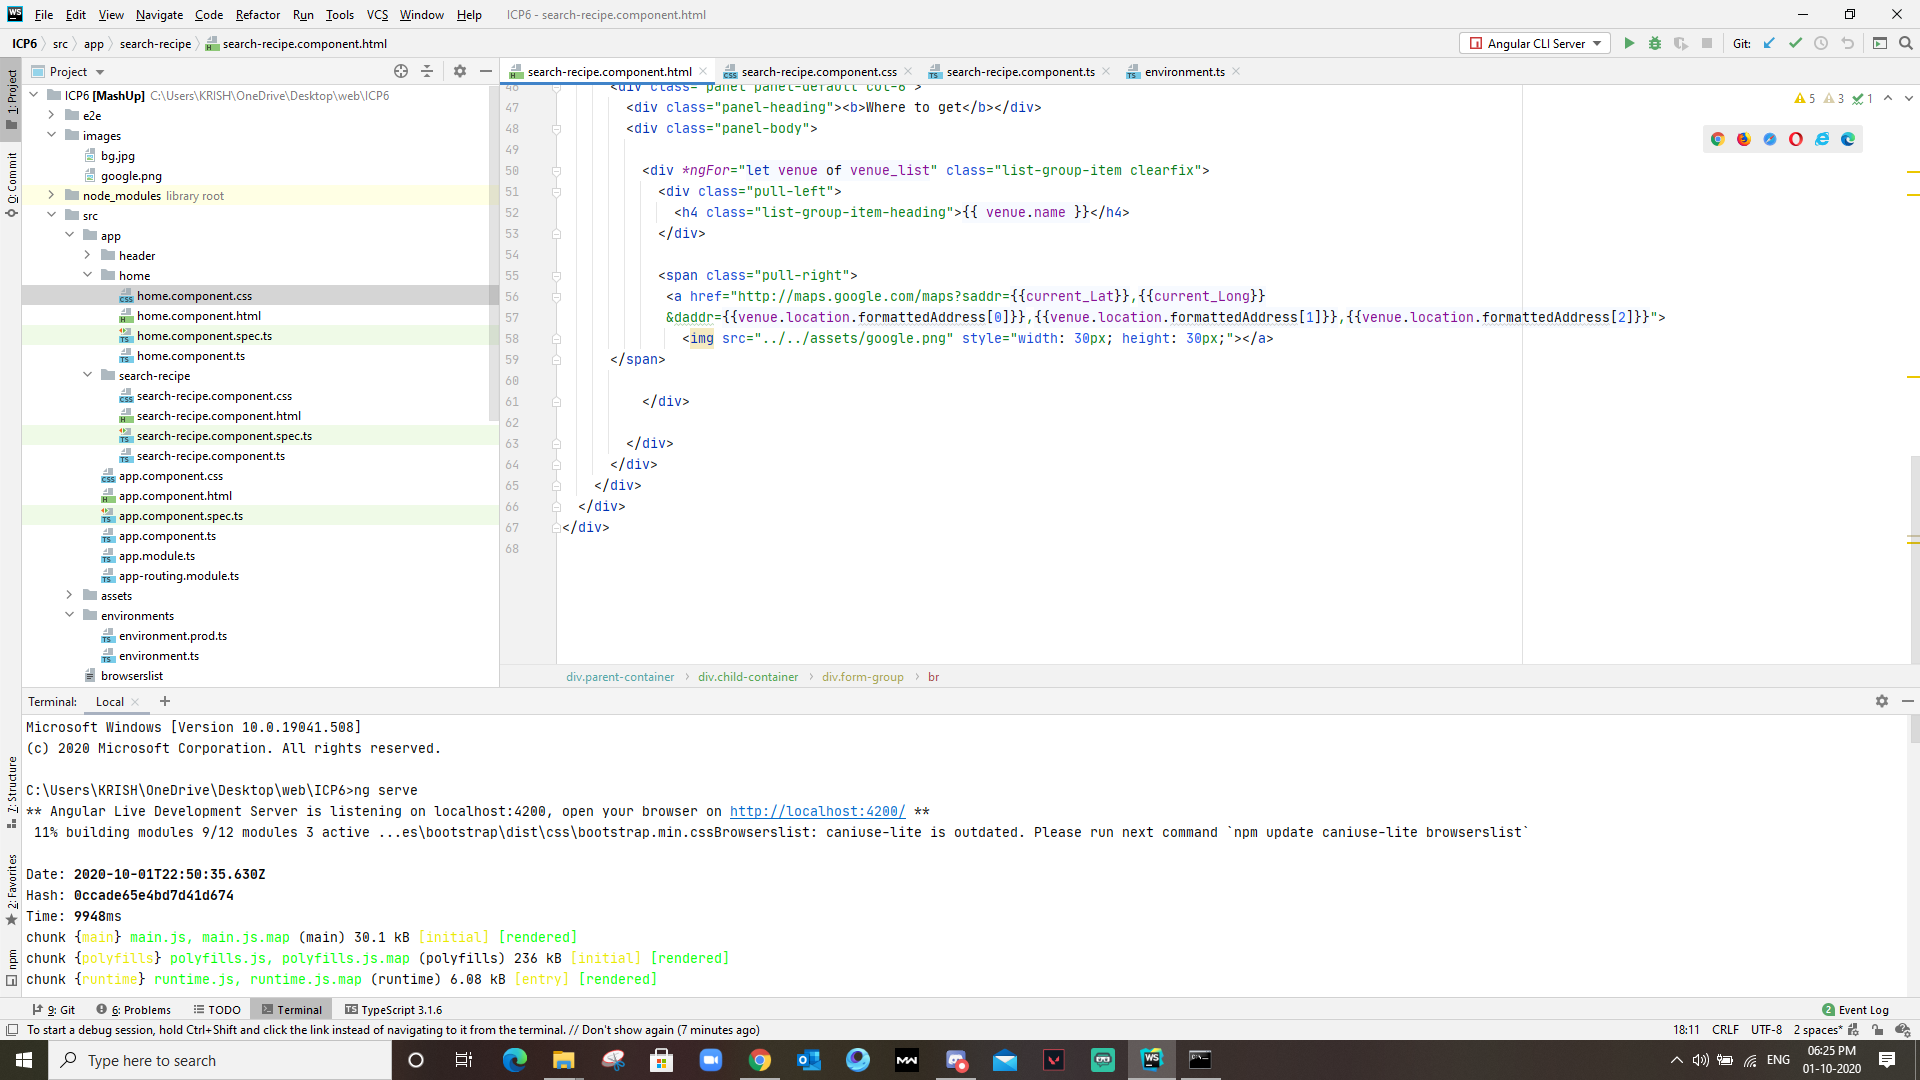 File Edit View Navigate Code Refactor Run Tools VCS Window Help ICP6 - search-recipe.component.html
ICP6 src app search-recipe search-recipe.component.html Angular CLI Server Git:
Project
search-recipe.component.html search-recipe.component.css search-recipe.component.ts environment.ts
1: Project
0: Commit
7: Structure
2: Favorites
npm
ICP6 [MashUp] C:\Users\KRISH\OneDrive\Desktop\web\ICP6
e2e
images
bg.jpg
google.png
node_modules library root
src
app
header
home
home.component.css
home.component.html
home.component.spec.ts
home.component.ts
search-recipe
search-recipe.component.css
search-recipe.component.html
search-recipe.component.spec.ts
search-recipe.component.ts
app.component.css
app.component.html
app.component.spec.ts
app.component.ts
app.module.ts
app-routing.module.ts
assets
environments
environment.prod.ts
environment.ts
browserslist
5 3 1
46 <div class="panel panel-default col-6">
47 <div class="panel-heading"><b>Where to get</b></div>
48 <div class="panel-body">
49
50 <div *ngFor="let venue of venue_list" class="list-group-item clearfix">
51 <div class="pull-left">
52 <h4 class="list-group-item-heading">{{ venue.name }}</h4>
53 </div>
54
55 <span class="pull-right">
56 <a href="http://maps.google.com/maps?saddr={{current_Lat}},{{current_Long}}
57 &daddr={{venue.location.formattedAddress[0]}},{{venue.location.formattedAddress[1]}},{{venue.location.formattedAddress[2]}}">
58 <img src="../../assets/google.png" style="width: 30px; height: 30px;"></a>
59 </span>
60
61 </div>
62
63 </div>
64 </div>
65 </div>
66 </div>
67 </div>
68
div.parent-container div.child-container div.form-group br
Terminal: Local
Microsoft Windows [Version 10.0.19041.508]
(c) 2020 Microsoft Corporation. All rights reserved.
C:\Users\KRISH\OneDrive\Desktop\web\ICP6>ng serve
** Angular Live Development Server is listening on localhost:4200, open your browser on http://localhost:4200/ **
11% building modules 9/12 modules 3 active ...es\bootstrap\dist\css\bootstrap.min.cssBrowserslist: caniuse-lite is outdated. Please run next command `npm update caniuse-lite browserslist`
Date: 2020-10-01T22:50:35.630Z
Hash: 0ccade65e4bd7d41d674
Time: 9948ms
chunk {main} main.js, main.js.map (main) 30.1 kB [initial] [rendered]
chunk {polyfills} polyfills.js, polyfills.js.map (polyfills) 236 kB [initial] [rendered]
chunk {runtime} runtime.js, runtime.js.map (runtime) 6.08 kB [entry] [rendered]
9: Git 6: Problems TODO Terminal TypeScript 3.1.6 2 Event Log
To start a debug session, hold Ctrl+Shift and click the link instead of navigating to it from the terminal. // Don't show again (7 minutes ago) 18:11 CRLF UTF-8 2 spaces*
Type here to search
ENG
06:25 PM
01-10-2020